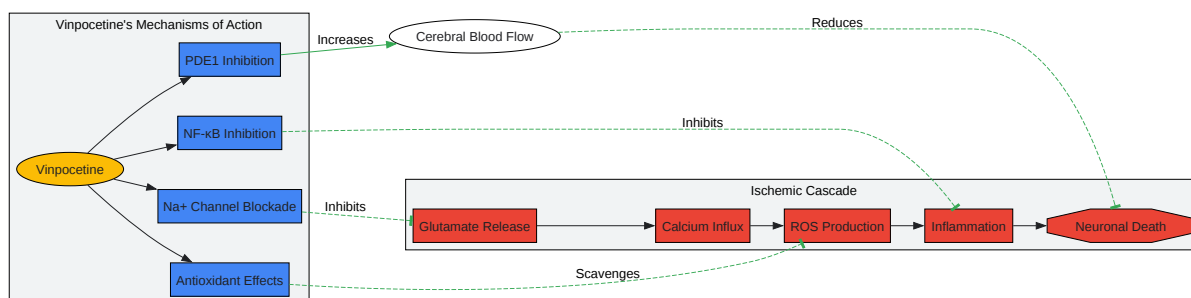 Vinpocetine's Mechanisms of Action
Reduces
Increases
Cerebral Blood Flow
PDE1 Inhibition
NF-κB Inhibition
Inhibits
Vinpocetine
Ischemic Cascade
Na+ Channel Blockade
Inhibits
Glutamate Release
Calcium Influx
ROS Production
Inflammation
Neuronal Death
Antioxidant Effects
Scavenges